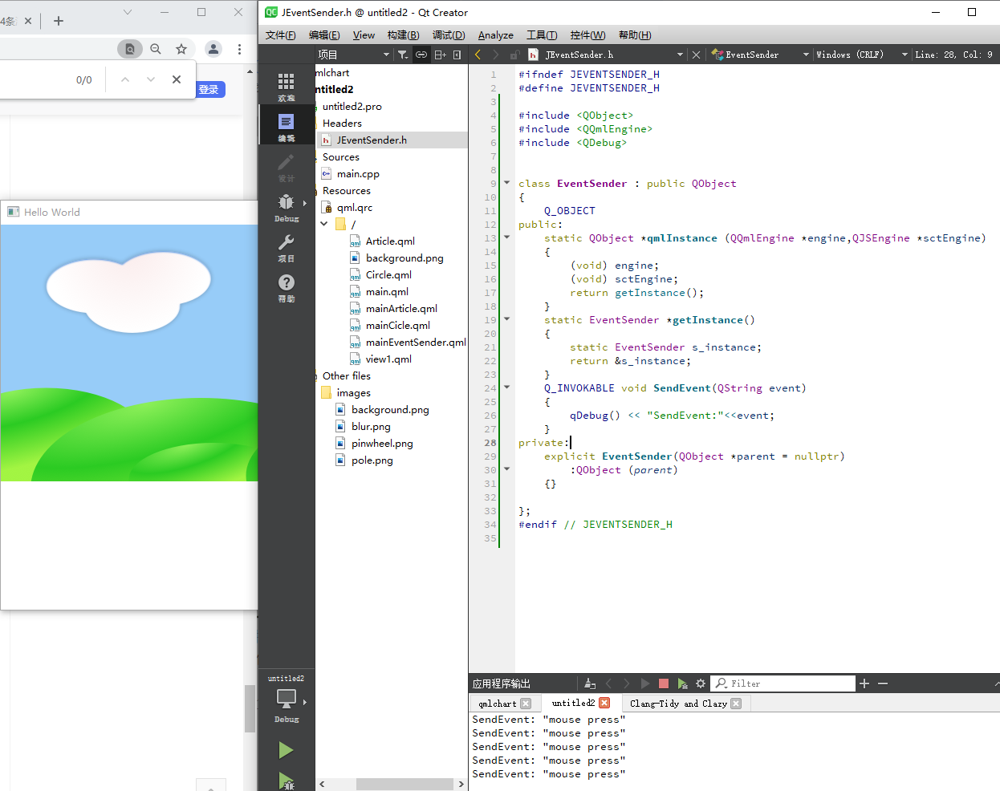 4条
0/0
登录
Hello World
JEventSender.h @ untitled2 - Qt Creator
文件(F) 编辑(E) View 构建(B) 调试(D) Analyze 工具(T) 控件(W) 帮助(H)
项目
JEventSender.h
EventSender
Windows (CRLF)
Line: 28, Col: 9
欢迎
编辑
设计
Debug
项目
帮助
untitled2
Debug
mlchart
ntitled2
untitled2.pro
Headers
JEventSender.h
Sources
main.cpp
Resources
qml.qrc
/
Article.qml
background.png
Circle.qml
main.qml
mainArticle.qml
mainCicle.qml
mainEventSender.qml
view1.qml
Other files
images
background.png
blur.png
pinwheel.png
pole.png
1 #ifndef JEVENTSENDER_H
2 #define JEVENTSENDER_H
3
4 #include <QObject>
5 #include <QQmlEngine>
6 #include <QDebug>
7
8
9 class EventSender : public QObject
10 {
11 Q_OBJECT
12 public:
13 static QObject *qmlInstance (QQmlEngine *engine,QJSEngine *sctEngine)
14 {
15 (void) engine;
16 (void) sctEngine;
17 return getInstance();
18 }
19 static EventSender *getInstance()
20 {
21 static EventSender s_instance;
22 return &s_instance;
23 }
24 Q_INVOKABLE void SendEvent(QString event)
25 {
26 qDebug() << "SendEvent:"<<event;
27 }
28 private:
29 explicit EventSender(QObject *parent = nullptr)
30 :QObject (parent)
31 {}
32
33 };
34 #endif // JEVENTSENDER_H
35
应用程序输出
Filter
qmlchart
untitled2
Clang-Tidy and Clazy
SendEvent: "mouse press"
SendEvent: "mouse press"
SendEvent: "mouse press"
SendEvent: "mouse press"
SendEvent: "mouse press"